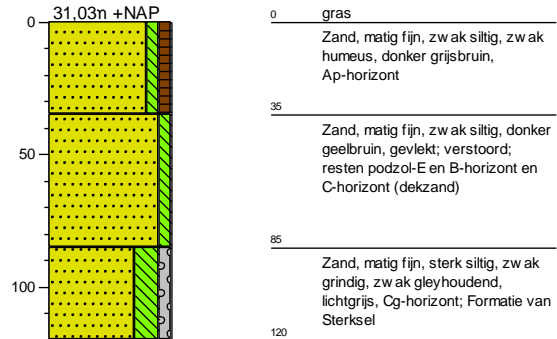 31,03m +NAP
0
50
100
0 gras
Zand, matig fijn, zwak siltig, zwak
humeus, donker grijsbruin,
Ap-horizont
35
Zand, matig fijn, zwak siltig, donker
geelbruin, gevlekt; verstoord;
resten podzol-E en B-horizont en
C-horizont (dekzand)
85
Zand, matig fijn, sterk siltig, zwak
grindig, zwak gleyhoudend,
lichtgrijs, Cg-horizont; Formatie van
Sterksel
120